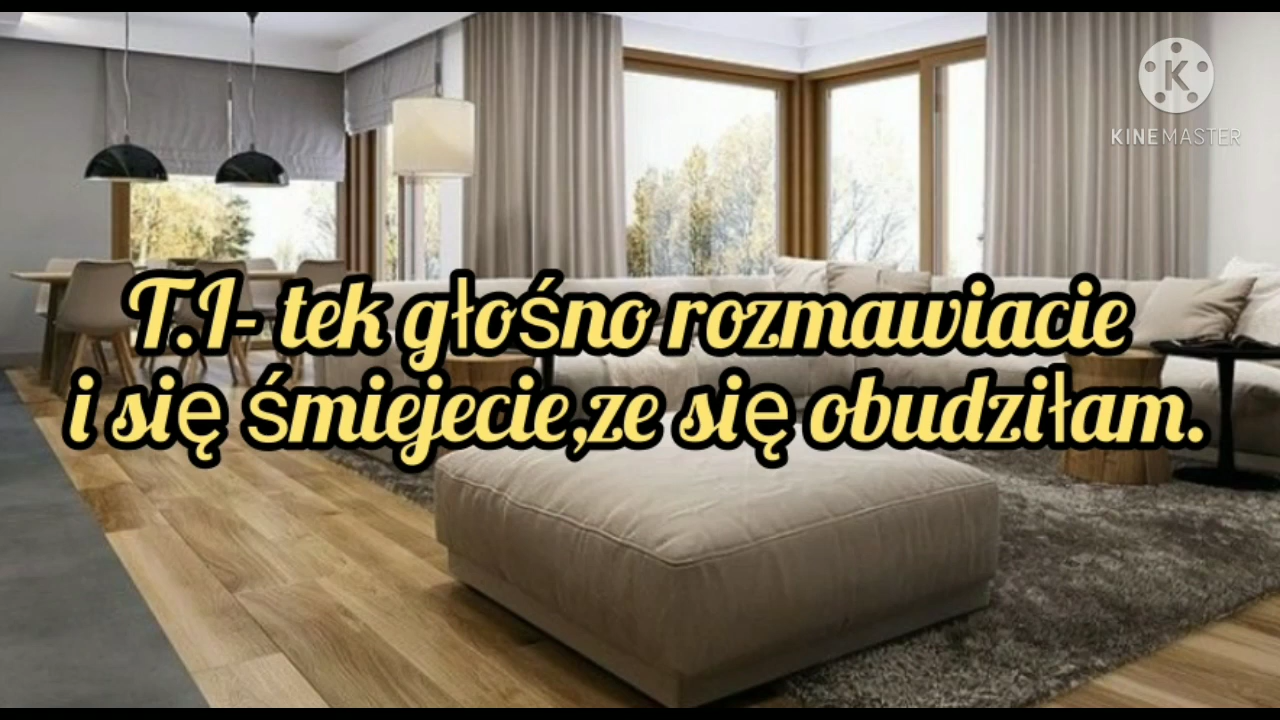 KINEMASTER
T.I- tek głośno rozmawiacie
i się śmiejecie,ze się obudziłam.